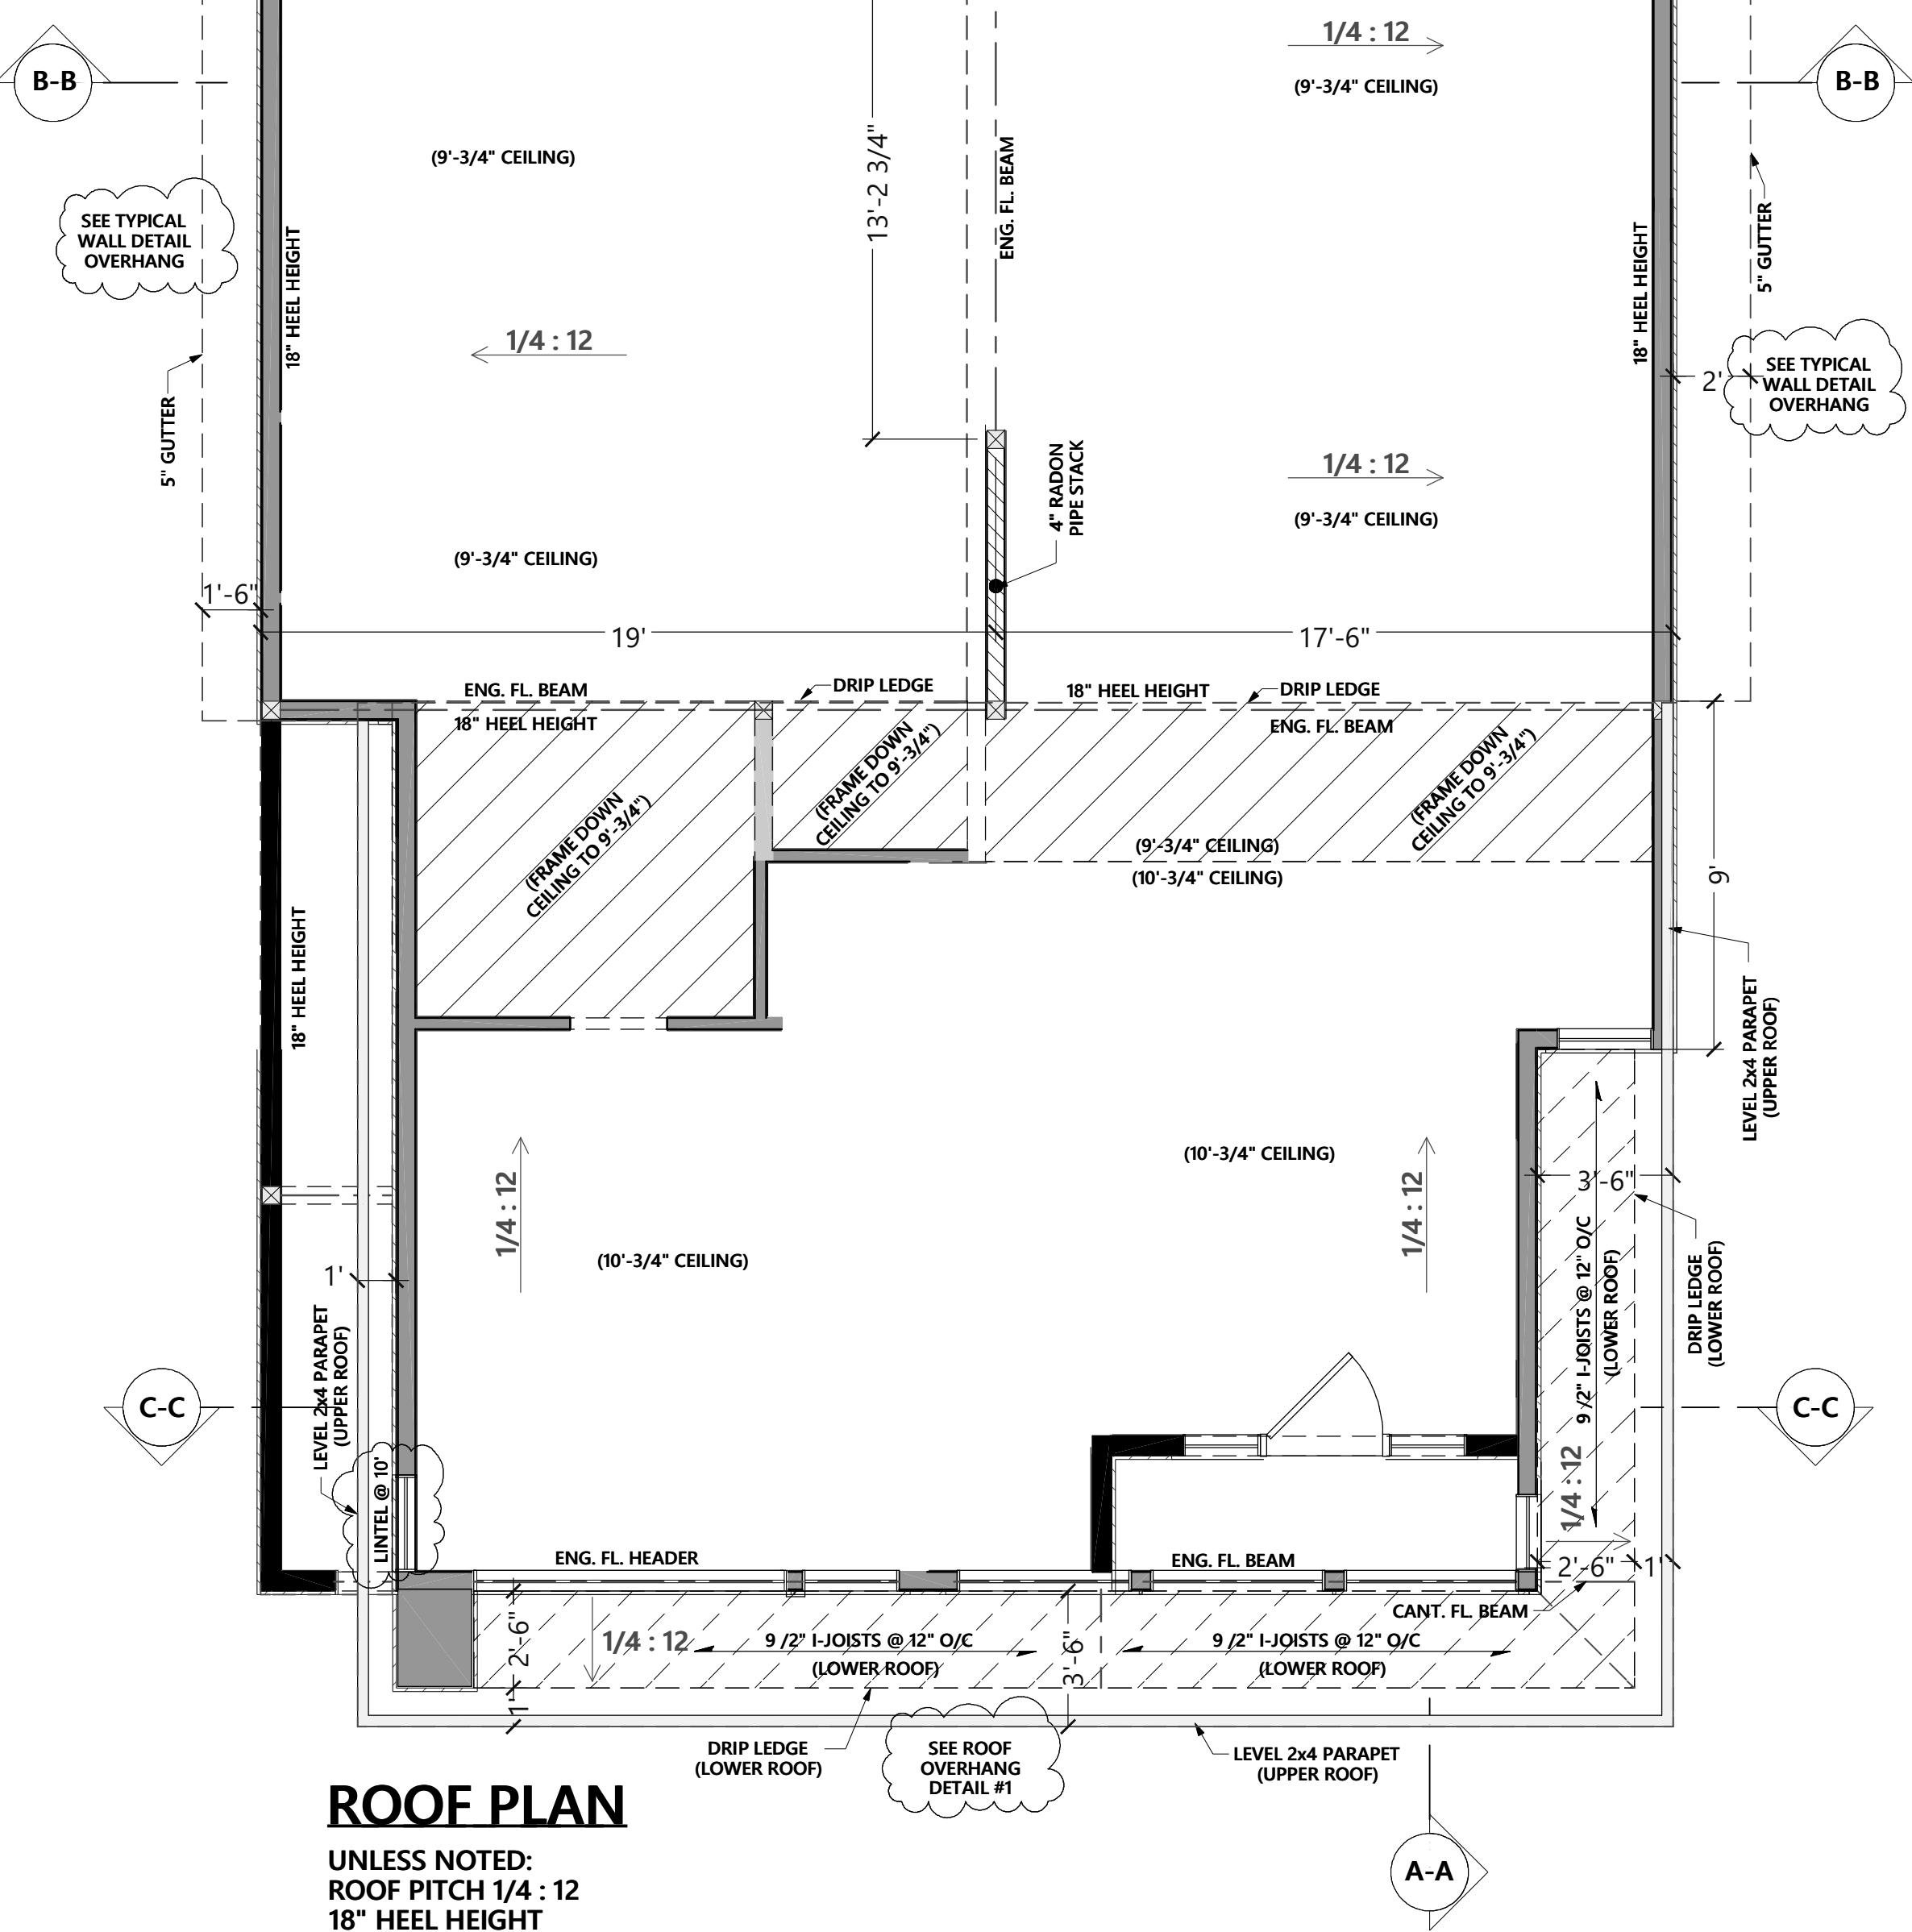 1/4 : 12
B-B
B-B
(9'-3/4" CEILING)
(9'-3/4" CEILING)
13'-2 3/4"
ENG. FL. BEAM
SEE TYPICAL
WALL DETAIL
OVERHANG
18" HEEL HEIGHT
18" HEEL HEIGHT
5" GUTTER
1/4 : 12
2'
SEE TYPICAL
WALL DETAIL
OVERHANG
5" GUTTER
4" RADON
PIPE STACK
1/4 : 12
(9'-3/4" CEILING)
(9'-3/4" CEILING)
1'-6"
19'
17'-6"
ENG. FL. BEAM
18" HEEL HEIGHT
DRIP LEDGE
18" HEEL HEIGHT
DRIP LEDGE
ENG. FL. BEAM
(FRAME DOWN
CEILING TO 9'-3/4")
(FRAME DOWN
CEILING TO 9'-3/4")
(FRAME DOWN
CEILING TO 9'-3/4")
(9'-3/4" CEILING)
(10'-3/4" CEILING)
9'
18" HEEL HEIGHT
LEVEL 2x4 PARAPET
(UPPER ROOF)
1/4 : 12
(10'-3/4" CEILING)
1/4 : 12
3'-6"
(10'-3/4" CEILING)
1'
9 /2" I-JOISTS @ 12" O/C
(LOWER ROOF)
DRIP LEDGE
(LOWER ROOF)
LEVEL 2x4 PARAPET
(UPPER ROOF)
C-C
C-C
LINTEL @ 10'
1/4 : 12
ENG. FL. HEADER
ENG. FL. BEAM
2'-6"
1'
CANT. FL. BEAM
2'-6"
1'
1/4 : 12
9 /2" I-JOISTS @ 12" O/C
(LOWER ROOF)
3'-6"
9 /2" I-JOISTS @ 12" O/C
(LOWER ROOF)
DRIP LEDGE
(LOWER ROOF)
SEE ROOF
OVERHANG
DETAIL #1
LEVEL 2x4 PARAPET
(UPPER ROOF)
ROOF PLAN
UNLESS NOTED:
ROOF PITCH 1/4 : 12
18" HEEL HEIGHT
A-A